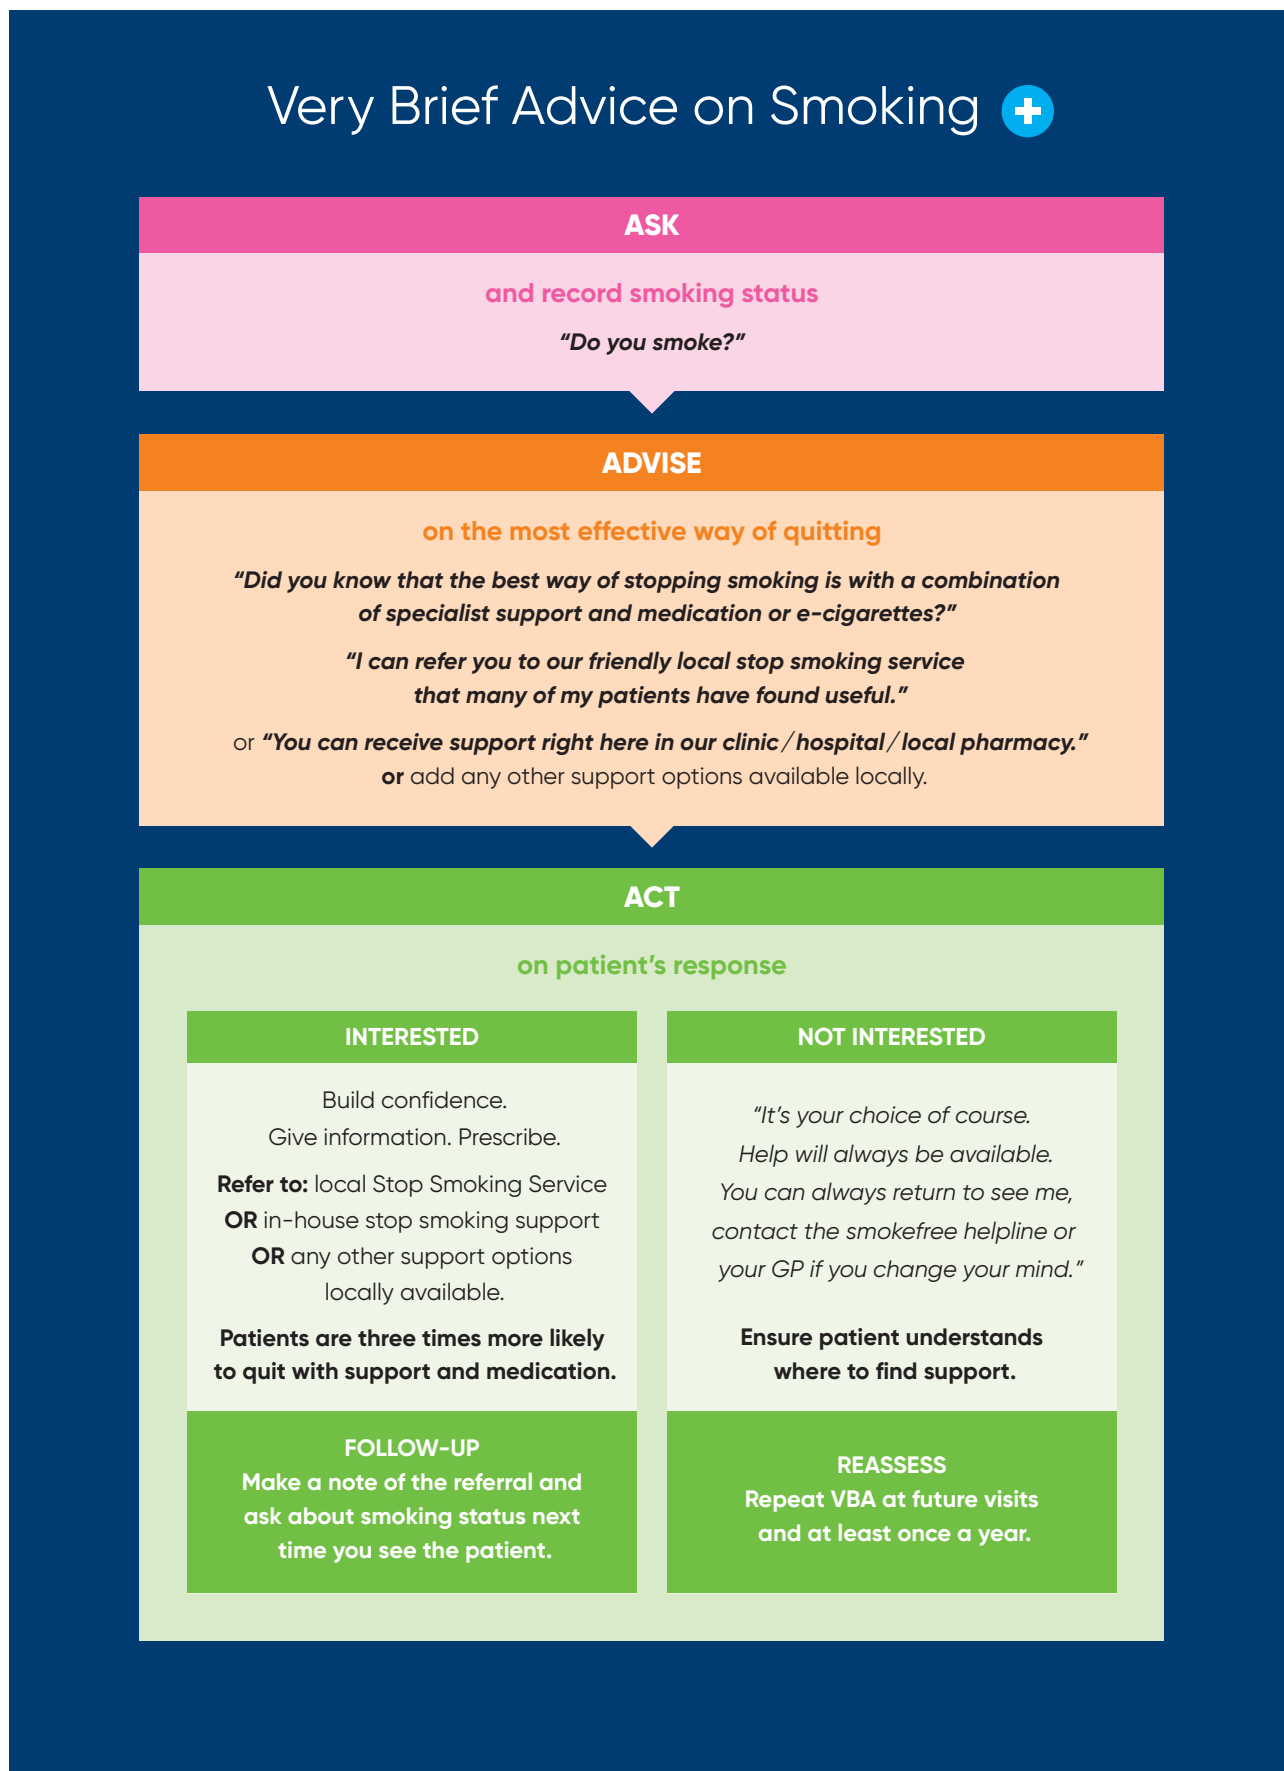 Very Brief Advice on Smoking
ASK
and record smoking status
“Do you smoke?”
ADVISE
on the most effective way of quitting
“Did you know that the best way of stopping smoking is with a combination
of specialist support and medication or e-cigarettes?”
“I can refer you to our friendly local stop smoking service
that many of my patients have found useful.”
or “You can receive support right here in our clinic/hospital/local pharmacy.”
or add any other support options available locally.
ACT
on patient’s response
INTERESTED
Build confidence.
Give information. Prescribe.
Refer to: local Stop Smoking Service
OR in-house stop smoking support
OR any other support options
locally available.
Patients are three times more likely
to quit with support and medication.
FOLLOW-UP
Make a note of the referral and
ask about smoking status next
time you see the patient.
NOT INTERESTED
“It’s your choice of course.
Help will always be available.
You can always return to see me,
contact the smokefree helpline or
your GP if you change your mind.”
Ensure patient understands
where to find support.
REASSESS
Repeat VBA at future visits
and at least once a year.